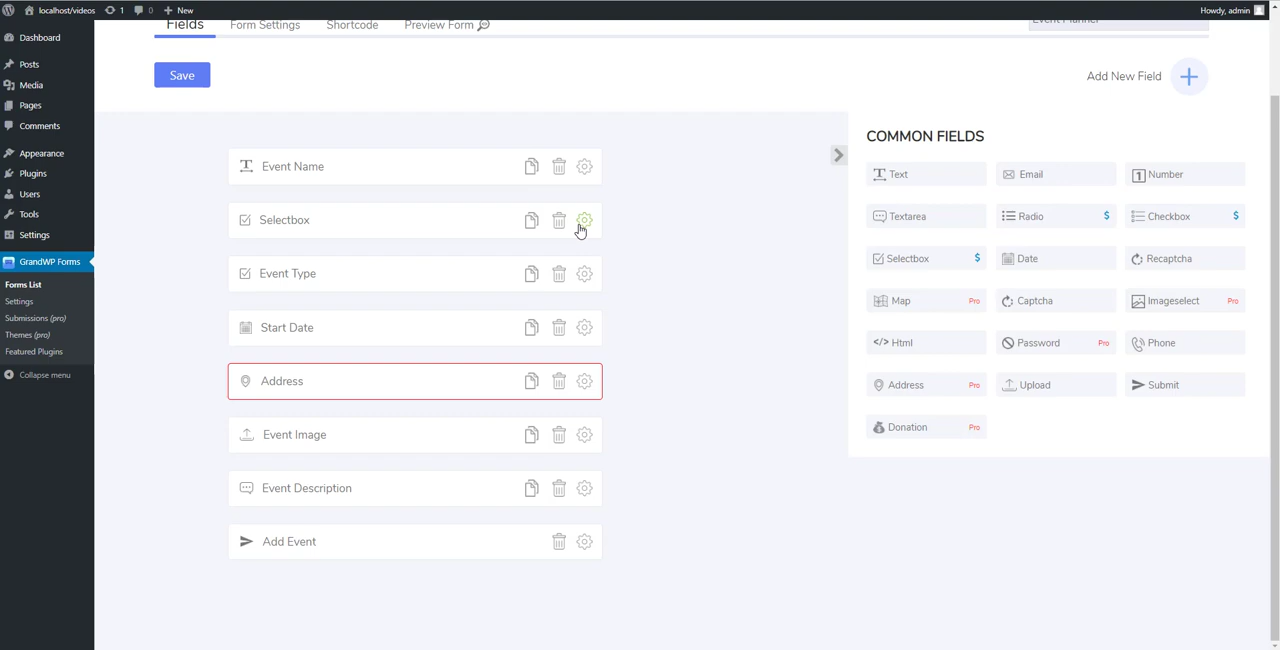 localhost/videos 1 0 New Howdy, admin
Dashboard
Posts
Media
Pages
Comments
Appearance
Plugins
Users
Tools
Settings
GrandWP Forms
Forms List
Settings
Submissions (pro)
Themes (pro)
Featured Plugins
Collapse menu
Fields Form Settings Shortcode Preview Form Event Planner
Save Add New Field
Event Name
Selectbox
Event Type
Start Date
Address
Event Image
Event Description
Add Event
COMMON FIELDS
Text Email Number
Textarea Radio $ Checkbox $
Selectbox $ Date Recaptcha
Map Pro Captcha Imageselect Pro
</> Html Password Pro Phone
Address Pro Upload Submit
Donation Pro